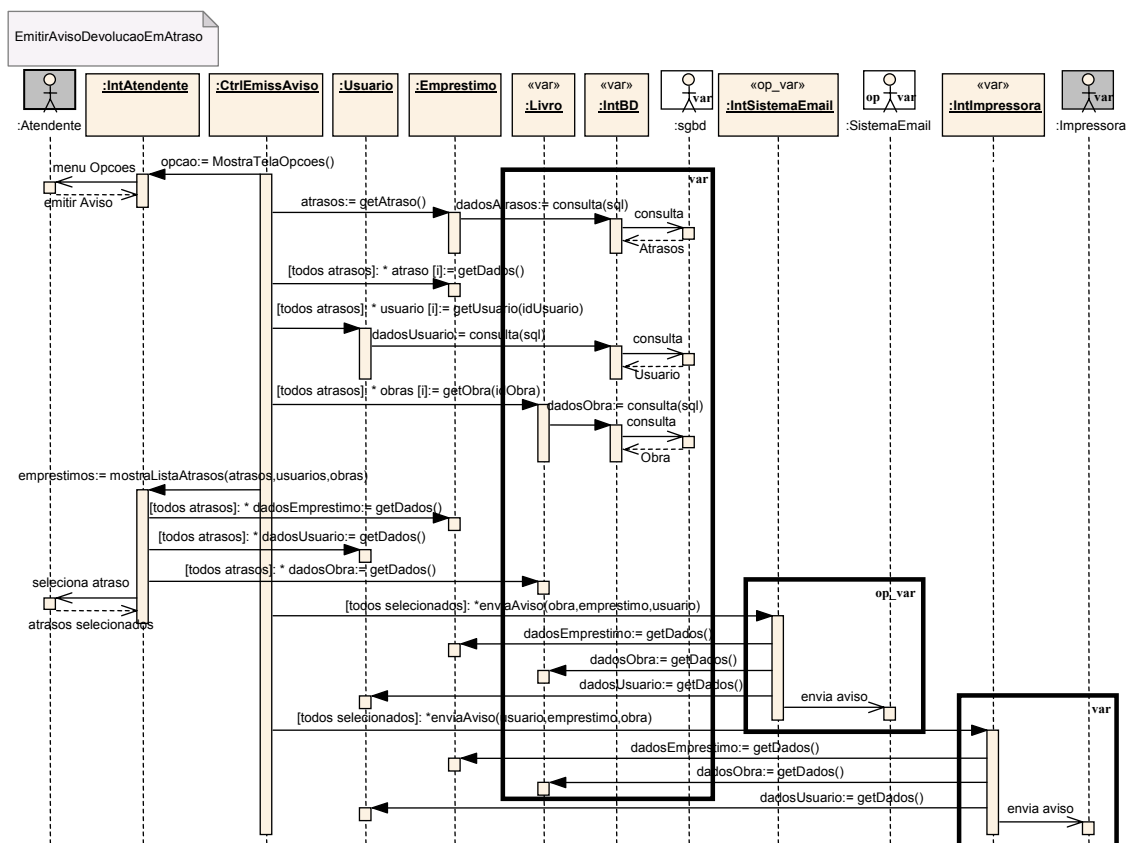 EmitirAvisoDevolucaoEmAtraso
:Atendente
:IntAtendente
:CtrlEmissAviso
:Usuario
:Emprestimo
«var»
:Livro
«var»
:IntBD
var
:sgbd
«op_var»
:IntSistemaEmail
op var
:SistemaEmail
«var»
:IntImpressora
var
:Impressora
opcao:= MostraTelaOpcoes()
menu Opcoes
emitir Aviso
var
atrasos:= getAtraso()
dadosAtrasos:= consulta(sql)
consulta
Atrasos
[todos atrasos]: * atraso [i]:= getDados()
[todos atrasos]: * usuario [i]:= getUsuario(idUsuario)
dadosUsuario:= consulta(sql)
consulta
Usuario
[todos atrasos]: * obras [i]:= getObra(idObra)
dadosObra:= consulta(sql)
consulta
Obra
emprestimos:= mostraListaAtrasos(atrasos,usuarios,obras)
[todos atrasos]: * dadosEmprestimo:= getDados()
[todos atrasos]: * dadosUsuario:= getDados()
[todos atrasos]: * dadosObra:= getDados()
seleciona atraso
atrasos selecionados
op_var
[todos selecionados]: *enviaAviso(obra,emprestimo,usuario)
dadosEmprestimo:= getDados()
dadosObra:= getDados()
dadosUsuario:= getDados()
envia aviso
var
[todos selecionados]: *enviaAviso(usuario,emprestimo,obra)
dadosEmprestimo:= getDados()
dadosObra:= getDados()
dadosUsuario:= getDados()
envia aviso